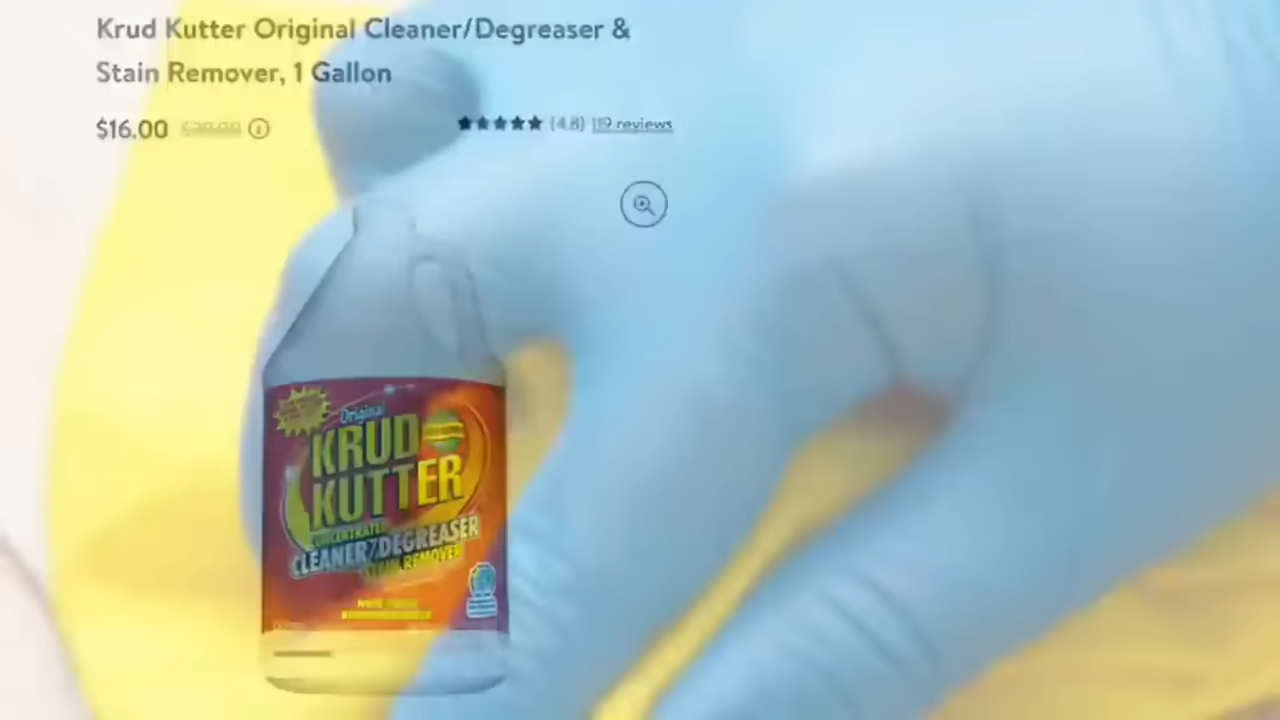 Krud Kutter Original Cleaner/Degreaser &
Stain Remover, 1 Gallon
$16.00
(4.8) 119 reviews
Original
KRUD
KUTTER
CONCENTRATED
CLEANER/DEGREASER
STAIN REMOVER